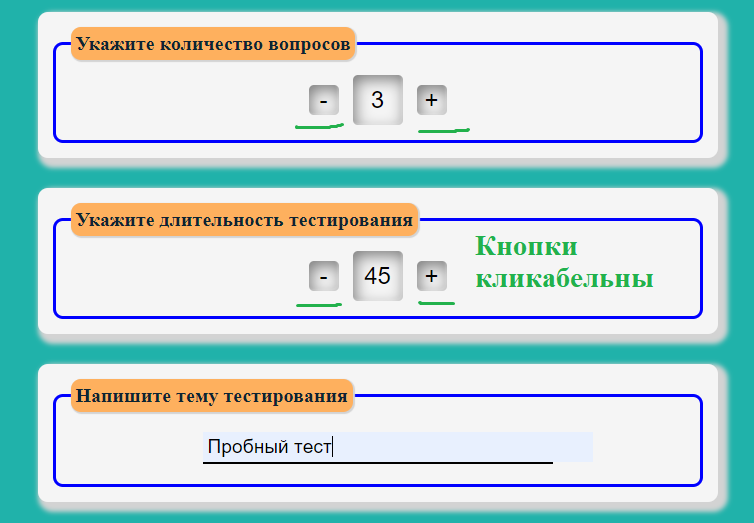 Укажите количество вопросов
- 3 +
Укажите длительность тестирования
Кнопки
кликабельны
- 45 +
Напишите тему тестирования
Пробный тест